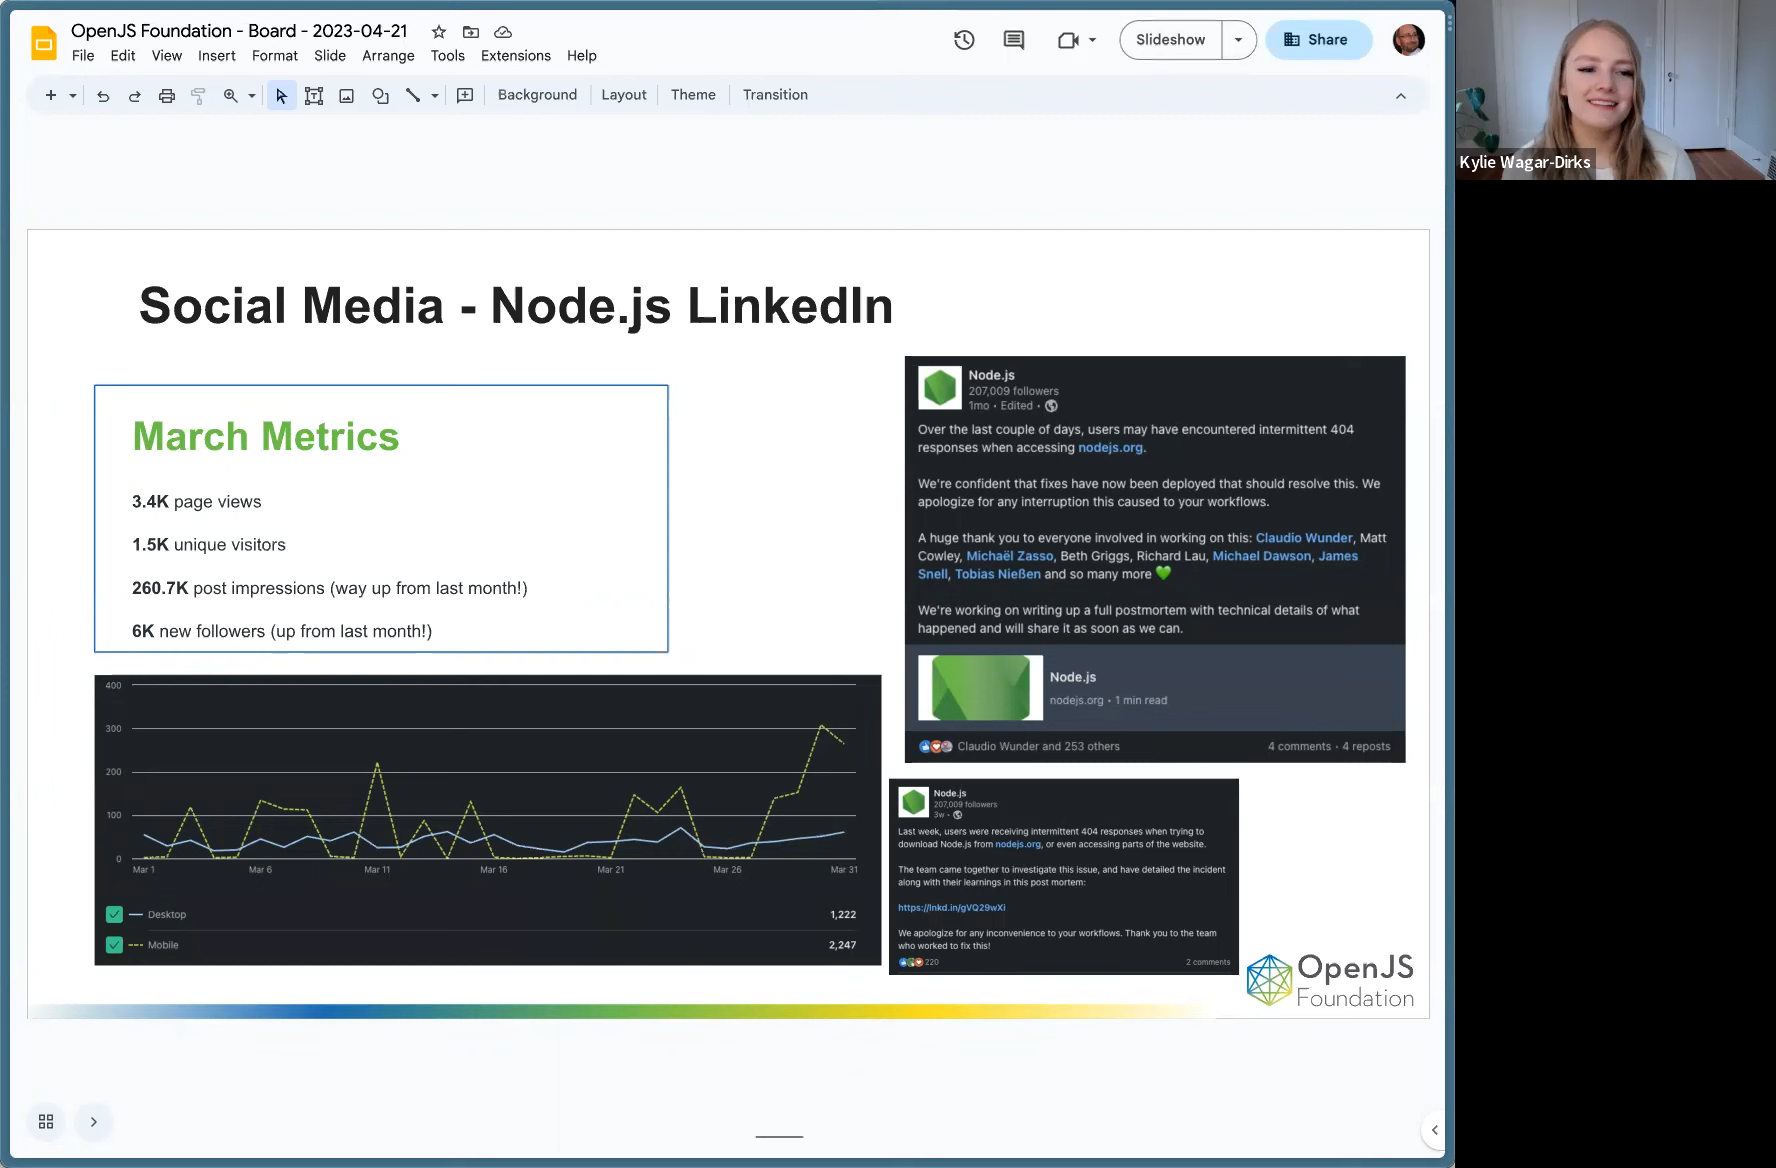 OpenJS Foundation - Board - 2023-04-21
File Edit View Insert Format Slide Arrange Tools Extensions Help
Slideshow
Share
Background Layout Theme Transition
Kylie Wagar-Dirks
Social Media - Node.js LinkedIn
March Metrics
3.4K page views
1.5K unique visitors
260.7K post impressions (way up from last month!)
6K new followers (up from last month!)
400
300
200
100
0
Mar 1 Mar 6 Mar 11 Mar 16 Mar 21 Mar 26 Mar 31
Desktop 1,222
Mobile 2,247
Node.js
207,009 followers
1mo • Edited •
Over the last couple of days, users may have encountered intermittent 404
responses when accessing nodejs.org.
We're confident that fixes have now been deployed that should resolve this. We
apologize for any interruption this caused to your workflows.
A huge thank you to everyone involved in working on this: Claudio Wunder, Matt
Cowley, Michaël Zasso, Beth Griggs, Richard Lau, Michael Dawson, James
Snell, Tobias Nießen and so many more 💚
We're working on writing up a full postmortem with technical details of what
happened and will share it as soon as we can.
Node.js
nodejs.org • 1 min read
Claudio Wunder and 253 others 4 comments • 4 reposts
Node.js
207,009 followers
3w •
Last week, users were receiving intermittent 404 responses when trying to
download Node.js from nodejs.org, or even accessing parts of the website.
The team came together to investigate this issue, and have detailed the incident
along with their learnings in this post mortem:
https://lnkd.in/gVQ29wXi
We apologize for any inconvenience to your workflows. Thank you to the team
who worked to fix this!
220 2 comments
OpenJS
Foundation